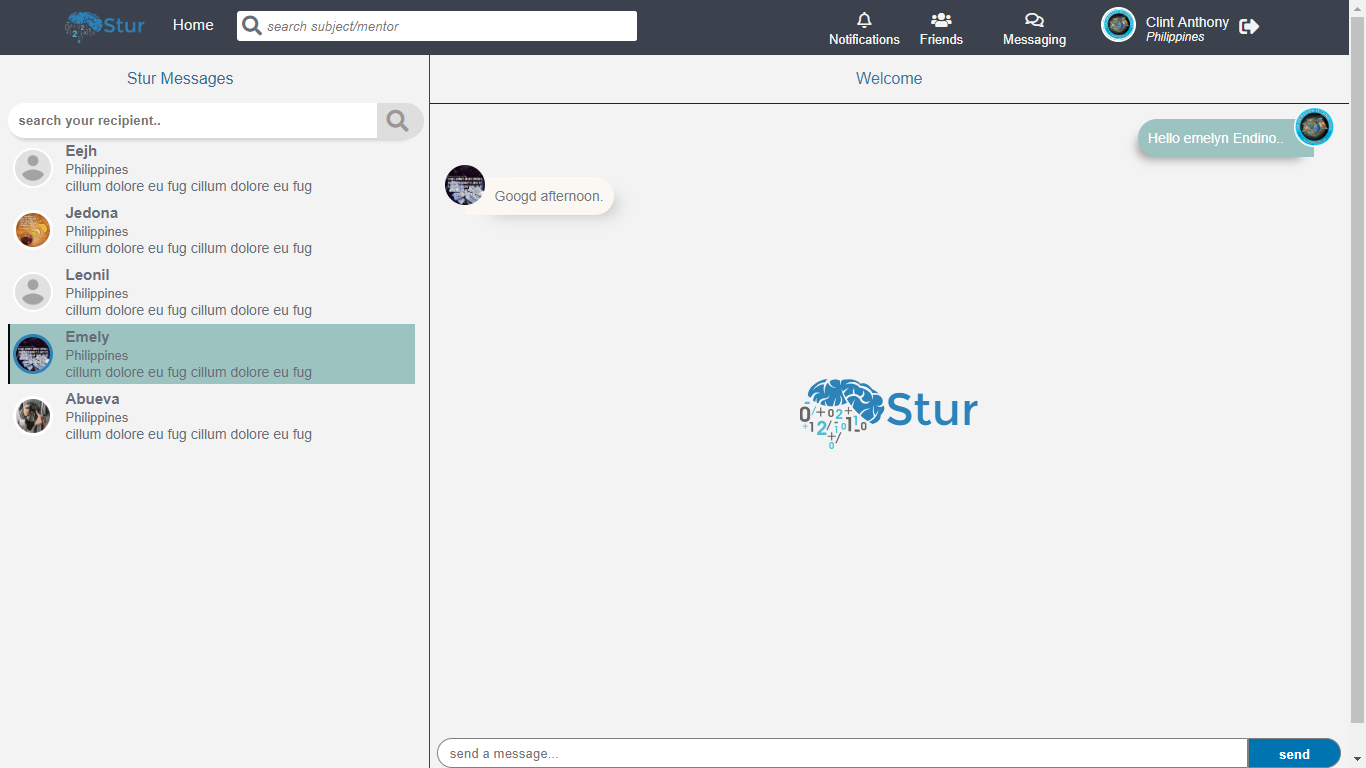 Stur
Home
search subject/mentor
Notifications
Friends
Messaging
Clint Anthony
Philippines
Stur Messages
Welcome
search your recipient..
Eejh
Philippines
cillum dolore eu fug cillum dolore eu fug
Jedona
Philippines
cillum dolore eu fug cillum dolore eu fug
Leonil
Philippines
cillum dolore eu fug cillum dolore eu fug
Emely
Philippines
cillum dolore eu fug cillum dolore eu fug
Abueva
Philippines
cillum dolore eu fug cillum dolore eu fug
Hello emelyn Endino..
Googd afternoon.
Stur
send a message...
send